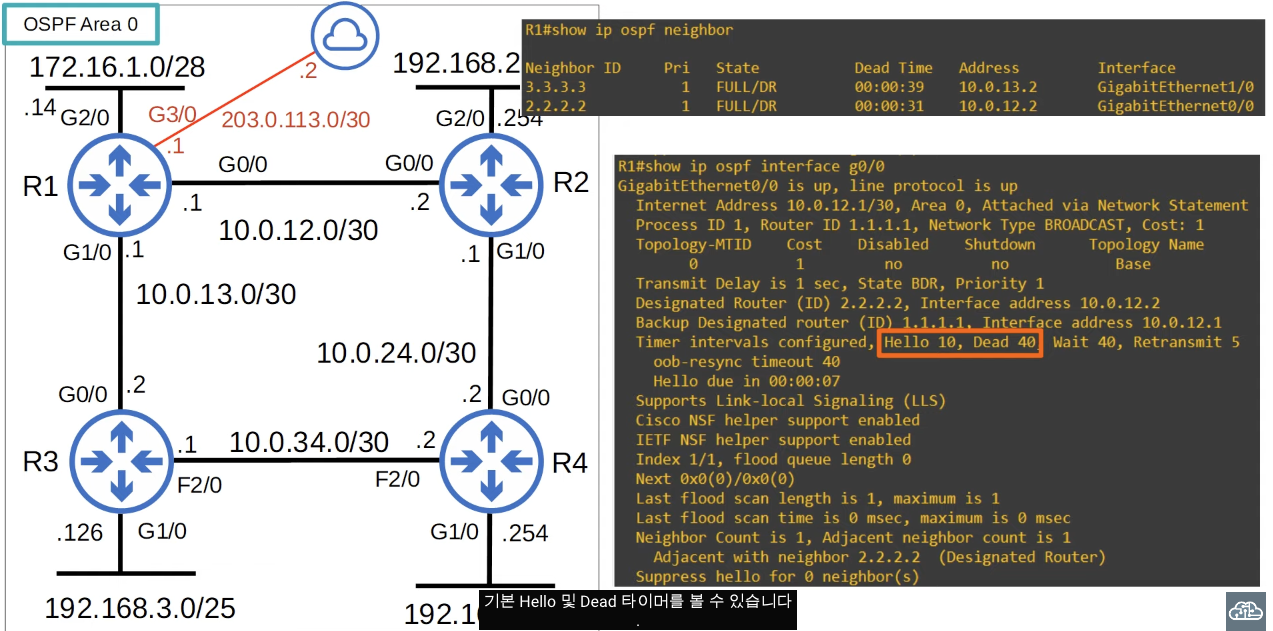 OSPF Area 0
172.16.1.0/28
.14
G2/0
G3/0
.1
.2
203.0.113.0/30
192.168.2
G2/0
.254
R1
G0/0
G0/0
R2
.1
.2
10.0.12.0/30
G1/0
.1
.1
G1/0
10.0.13.0/30
10.0.24.0/30
G0/0
.2
.2
G0/0
R3
.1
10.0.34.0/30
.2
R4
F2/0
F2/0
.126
G1/0
G1/0
.254
192.168.3.0/25
192.1
R1#show ip ospf neighbor
Neighbor ID Pri State Dead Time Address Interface
3.3.3.3 1 FULL/DR 00:00:39 10.0.13.2 GigabitEthernet1/0
2.2.2.2 1 FULL/DR 00:00:31 10.0.12.2 GigabitEthernet0/0
R1#show ip ospf interface g0/0
GigabitEthernet0/0 is up, line protocol is up
Internet Address 10.0.12.1/30, Area 0, Attached via Network Statement
Process ID 1, Router ID 1.1.1.1, Network Type BROADCAST, Cost: 1
Topology-MTID Cost Disabled Shutdown Topology Name
0 1 no no Base
Transmit Delay is 1 sec, State BDR, Priority 1
Designated Router (ID) 2.2.2.2, Interface address 10.0.12.2
Backup Designated router (ID) 1.1.1.1, Interface address 10.0.12.1
Timer intervals configured, Hello 10, Dead 40, Wait 40, Retransmit 5
oob-resync timeout 40
Hello due in 00:00:07
Supports Link-local Signaling (LLS)
Cisco NSF helper support enabled
IETF NSF helper support enabled
Index 1/1, flood queue length 0
Next 0x0(0)/0x0(0)
Last flood scan length is 1, maximum is 1
Last flood scan time is 0 msec, maximum is 0 msec
Neighbor Count is 1, Adjacent neighbor count is 1
Adjacent with neighbor 2.2.2.2 (Designated Router)
Suppress hello for 0 neighbor(s)
기본 Hello 및 Dead 타이머를 볼 수 있습니다
.